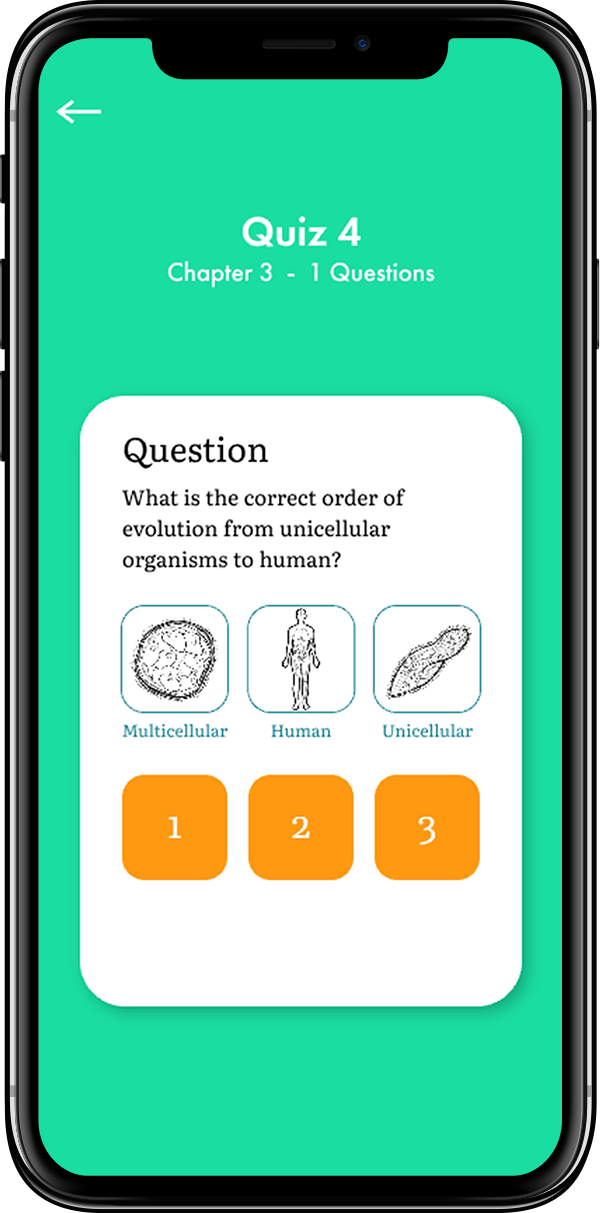 Quiz 4
Chapter 3 - 1 Questions
Question
What is the correct order of
evolution from unicellular
organisms to human?
Multicellular Human Unicellular
1 2 3